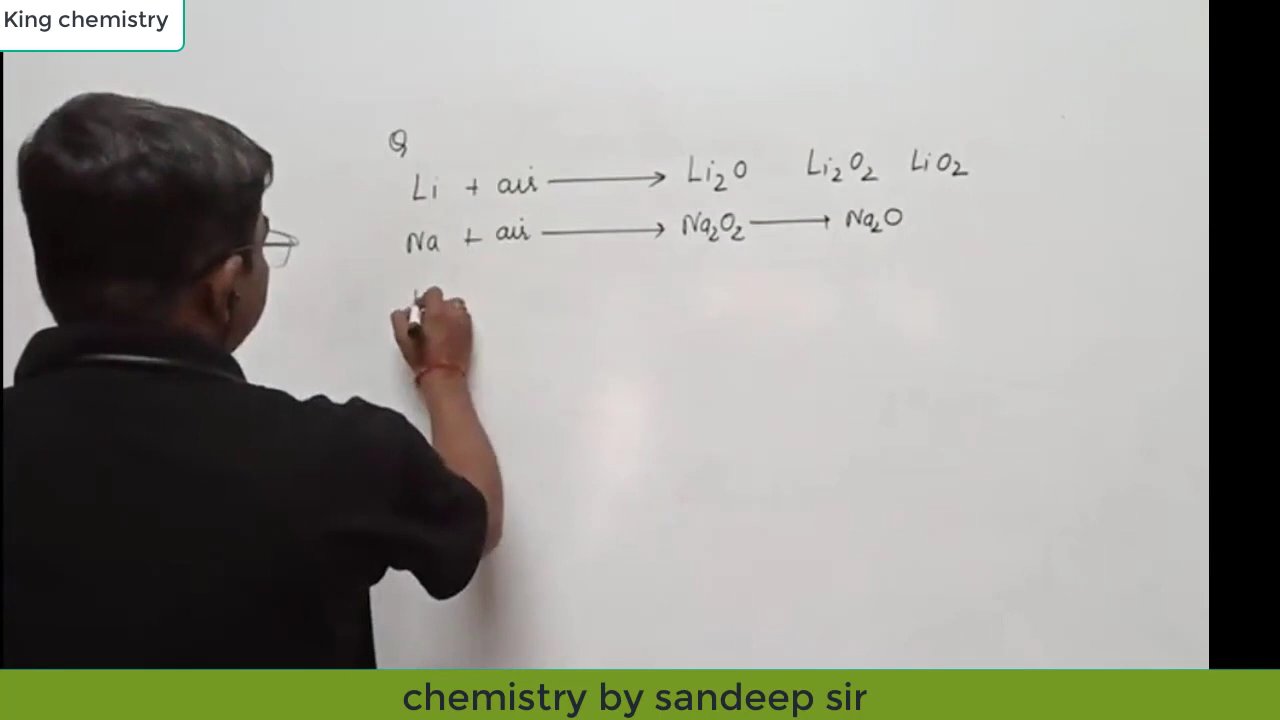 King chemistry
Q
Li + air ⟶ Li₂O Li₂O₂ LiO₂
Na + air ⟶ Na₂O₂ ⟶ Na₂O
chemistry by sandeep sir